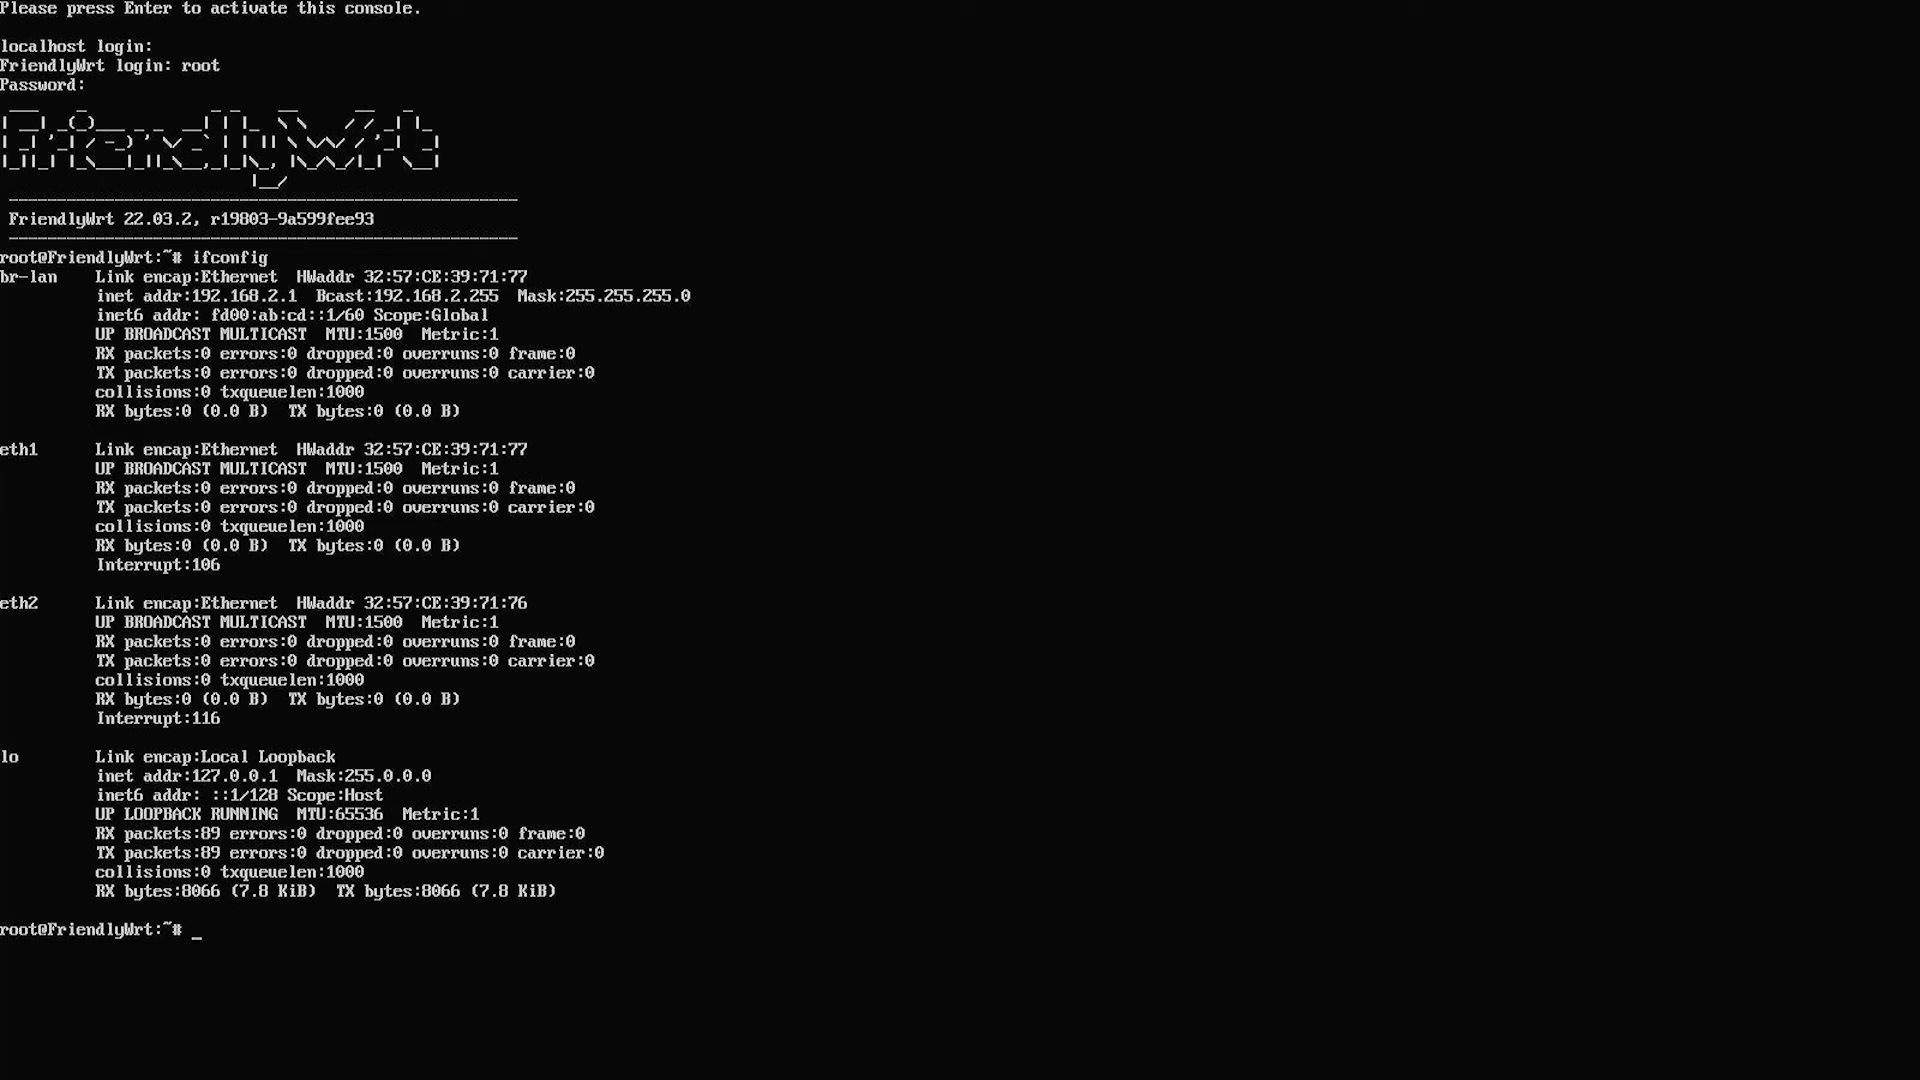 Please press Enter to activate this console.
localhost login:
FriendlyWrt login: root
Password:
FriendlyWrt
FriendlyWrt 22.03.2, r19803-9a599fee93
root@FriendlyWrt:~# ifconfig
br-lan Link encap:Ethernet HWaddr 32:57:CE:39:71:77
inet addr:192.168.2.1 Bcast:192.168.2.255 Mask:255.255.255.0
inet6 addr: fd00:ab:cd::1/60 Scope:Global
UP BROADCAST MULTICAST MTU:1500 Metric:1
RX packets:0 errors:0 dropped:0 overruns:0 frame:0
TX packets:0 errors:0 dropped:0 overruns:0 carrier:0
collisions:0 txqueuelen:1000
RX bytes:0 (0.0 B) TX bytes:0 (0.0 B)
eth1 Link encap:Ethernet HWaddr 32:57:CE:39:71:77
UP BROADCAST MULTICAST MTU:1500 Metric:1
RX packets:0 errors:0 dropped:0 overruns:0 frame:0
TX packets:0 errors:0 dropped:0 overruns:0 carrier:0
collisions:0 txqueuelen:1000
RX bytes:0 (0.0 B) TX bytes:0 (0.0 B)
Interrupt:106
eth2 Link encap:Ethernet HWaddr 32:57:CE:39:71:76
UP BROADCAST MULTICAST MTU:1500 Metric:1
RX packets:0 errors:0 dropped:0 overruns:0 frame:0
TX packets:0 errors:0 dropped:0 overruns:0 carrier:0
collisions:0 txqueuelen:1000
RX bytes:0 (0.0 B) TX bytes:0 (0.0 B)
Interrupt:116
lo Link encap:Local Loopback
inet addr:127.0.0.1 Mask:255.0.0.0
inet6 addr: ::1/128 Scope:Host
UP LOOPBACK RUNNING MTU:65536 Metric:1
RX packets:89 errors:0 dropped:0 overruns:0 frame:0
TX packets:89 errors:0 dropped:0 overruns:0 carrier:0
collisions:0 txqueuelen:1000
RX bytes:8066 (7.8 KiB) TX bytes:8066 (7.8 KiB)
root@FriendlyWrt:~# _